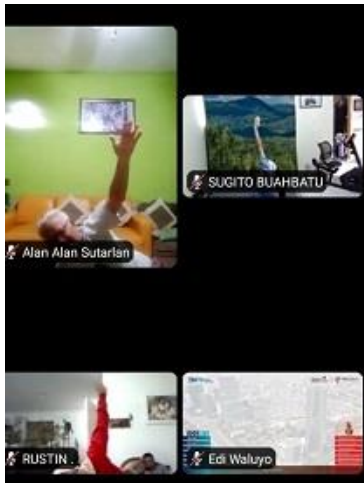 Alan Alan Sutarlan
SUGITO BUAHBATU
RUSTIN .
Edi Waluyo